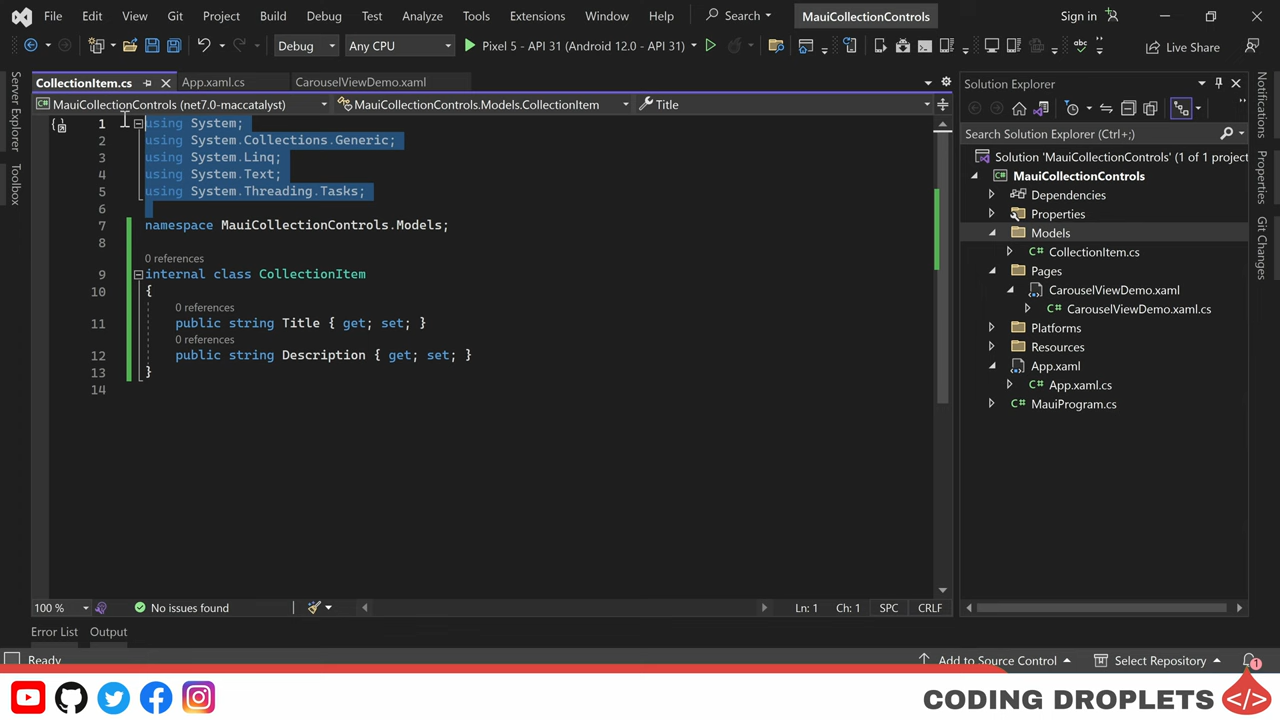 File Edit View Git Project Build Debug Test Analyze Tools Extensions Window Help Search MauiCollectionControls Sign in
Debug Any CPU Pixel 5 - API 31 (Android 12.0 - API 31) Live Share
CollectionItem.cs App.xaml.cs CarouselViewDemo.xaml
MauiCollectionControls (net7.0-maccatalyst) MauiCollectionControls.Models.CollectionItem Title
1 using System;
2 using System.Collections.Generic;
3 using System.Linq;
4 using System.Text;
5 using System.Threading.Tasks;
6
7 namespace MauiCollectionControls.Models;
8
0 references
9 internal class CollectionItem
10 {
0 references
11 public string Title { get; set; }
0 references
12 public string Description { get; set; }
13 }
14
100 % No issues found Ln: 1 Ch: 1 SPC CRLF
Error List Output
Ready Add to Source Control Select Repository 1
Server Explorer
Toolbox
Solution Explorer
Search Solution Explorer (Ctrl+;)
Solution 'MauiCollectionControls' (1 of 1 project)
MauiCollectionControls
Dependencies
Properties
Models
C# CollectionItem.cs
Pages
CarouselViewDemo.xaml
C# CarouselViewDemo.xaml.cs
Platforms
Resources
App.xaml
C# App.xaml.cs
C# MauiProgram.cs
Notifications
Git Changes
CODING DROPLETS </>